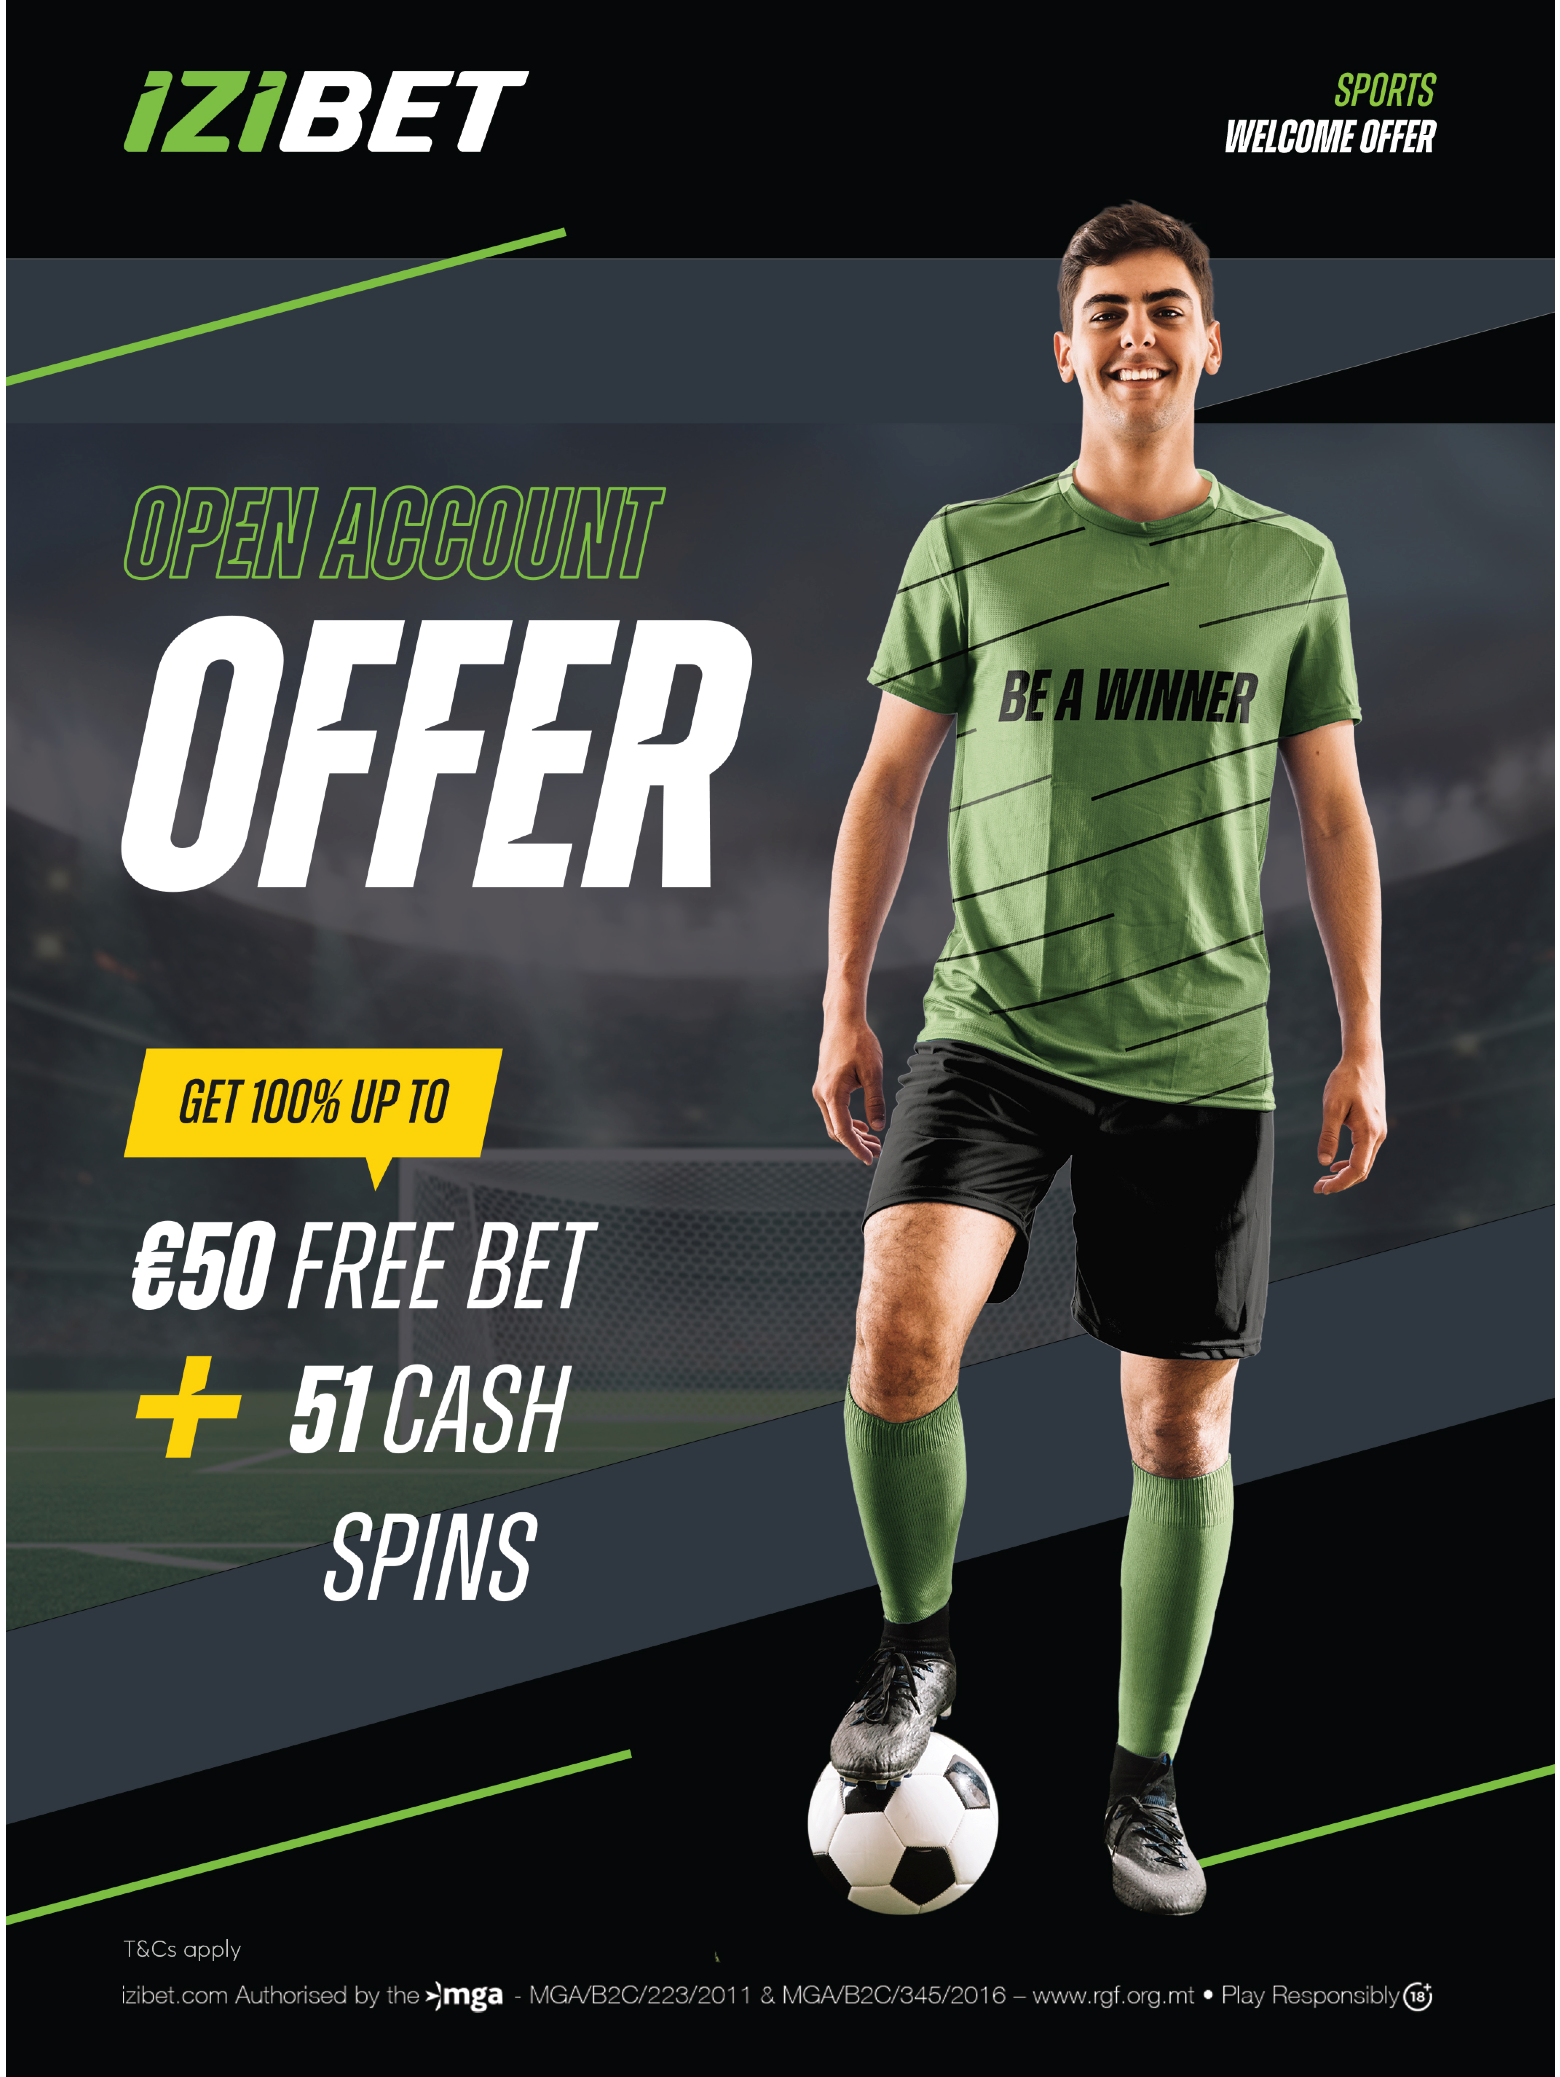 iZiBET
SPORTS
WELCOME OFFER
OPEN ACCOUNT
OFFER
BE A WINNER
GET 100% UP TO
€50 FREE BET
+ 51 CASH
SPINS
T&Cs apply
izibet.com Authorised by the mga - MGA/B2C/223/2011 & MGA/B2C/345/2016 – www.rgf.org.mt • Play Responsibly 18+